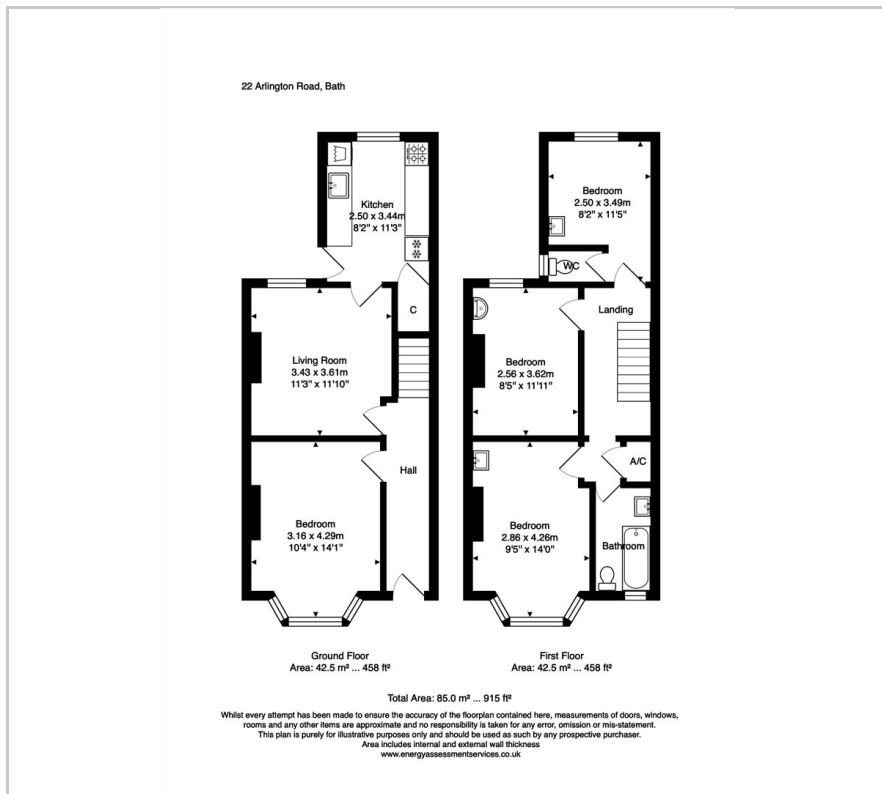 22 Arlington Road, Bath
Kitchen
2.50 x 3.44m
8'2" x 11'3"
C
Living Room
3.43 x 3.61m
11'3" x 11'10"
Hall
Bedroom
3.16 x 4.29m
10'4" x 14'1"
Ground Floor
Area: 42.5 m² ... 458 ft²
Bedroom
2.50 x 3.49m
8'2" x 11'5"
WC
Landing
Bedroom
2.56 x 3.62m
8'5" x 11'11"
A/C
Bedroom
2.86 x 4.26m
9'5" x 14'0"
Bathroom
First Floor
Area: 42.5 m² ... 458 ft²
Total Area: 85.0 m² ... 915 ft²
Whilst every attempt has been made to ensure the accuracy of the floorplan contained here, measurements of doors, windows,
rooms and any other items are approximate and no responsibility is taken for any error, omission or mis-statement.
This plan is purely for illustrative purposes only and should be used as such by any prospective purchaser.
Area includes internal and external wall thickness
www.energyassessmentservices.co.uk